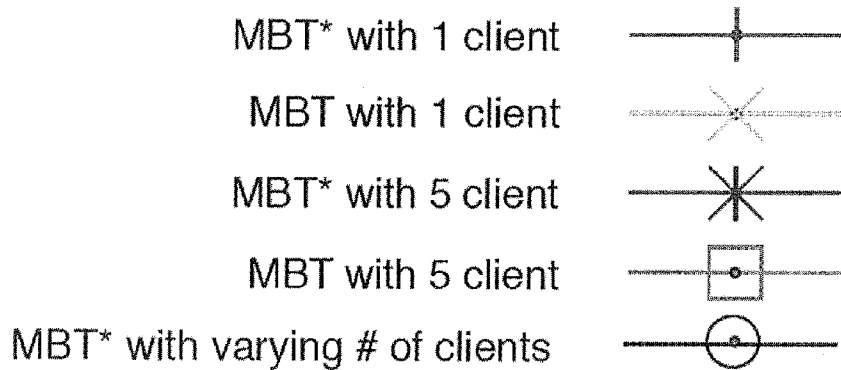 MBT* with 1 client
MBT with 1 client
MBT* with 5 client
MBT with 5 client
MBT* with varying # of clients